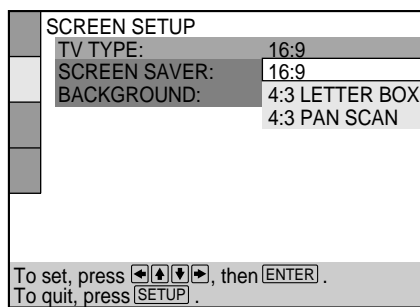 SCREEN SETUP
TV TYPE: 16:9
SCREEN SAVER: 16:9
BACKGROUND: 4:3 LETTER BOX
4:3 PAN SCAN
To set, press ←↑↓→, then ENTER.
To quit, press SETUP.